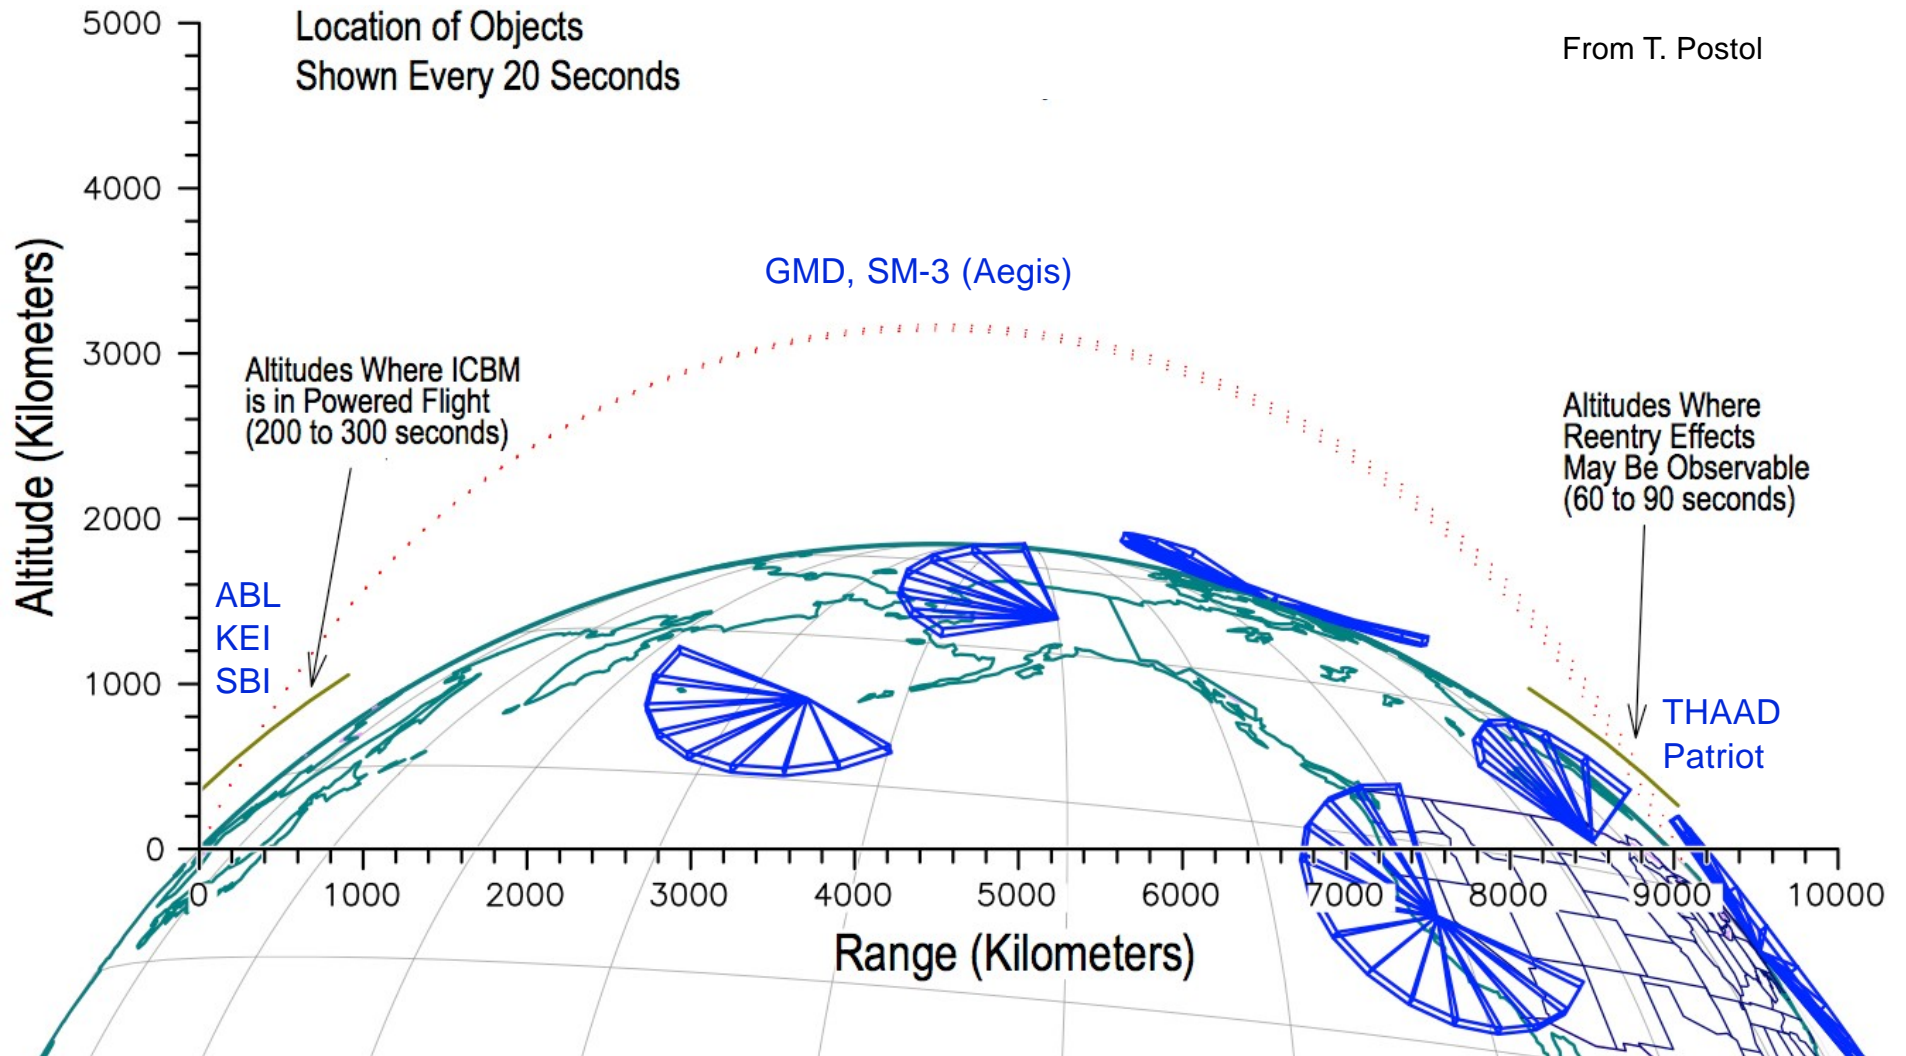 Location of Objects
Shown Every 20 Seconds
From T. Postol
5000
4000
3000
2000
1000
0
Altitude (Kilometers)
GMD, SM-3 (Aegis)
Altitudes Where ICBM
is in Powered Flight
(200 to 300 seconds)
Altitudes Where
Reentry Effects
May Be Observable
(60 to 90 seconds)
ABL
KEI
SBI
THAAD
Patriot
0 1000 2000 3000 4000 5000 6000 7000 8000 9000 10000
Range (Kilometers)